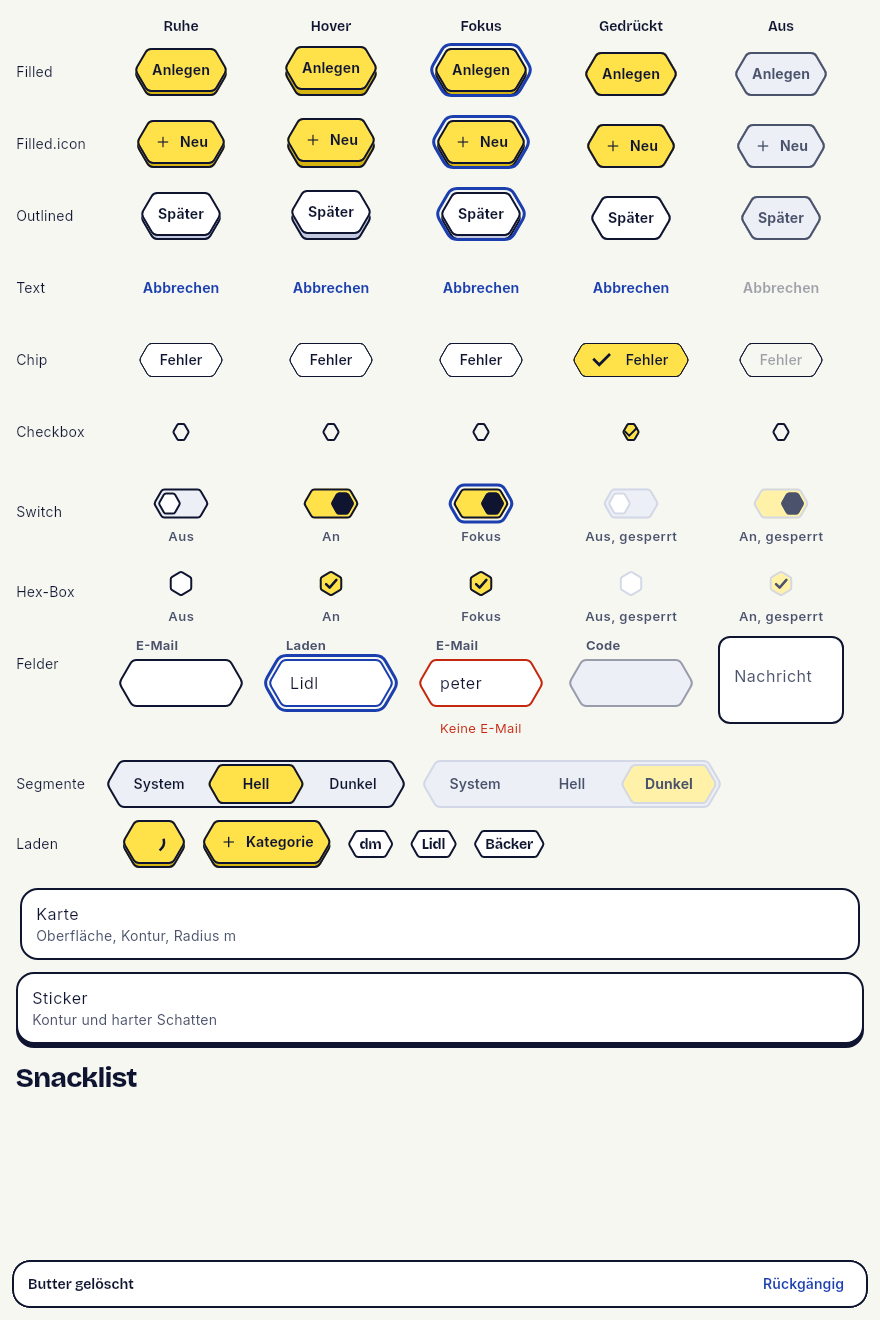 Ruhe Hover Fokus Gedrückt Aus
Filled Anlegen Anlegen Anlegen Anlegen Anlegen
Filled.icon + Neu + Neu + Neu + Neu + Neu
Outlined Später Später Später Später Später
Text Abbrechen Abbrechen Abbrechen Abbrechen Abbrechen
Chip Fehler Fehler Fehler Fehler Fehler
Checkbox
Switch
Aus An Fokus Aus, gesperrt An, gesperrt
Hex-Box
Aus An Fokus Aus, gesperrt An, gesperrt
E-Mail Laden E-Mail Code
Felder Lidl peter Nachricht
Keine E-Mail
Segmente System Hell Dunkel System Hell Dunkel
Laden + Kategorie dm Lidl Bäcker
Karte
Oberfläche, Kontur, Radius m
Sticker
Kontur und harter Schatten
Snacklist
Butter gelöscht Rückgängig